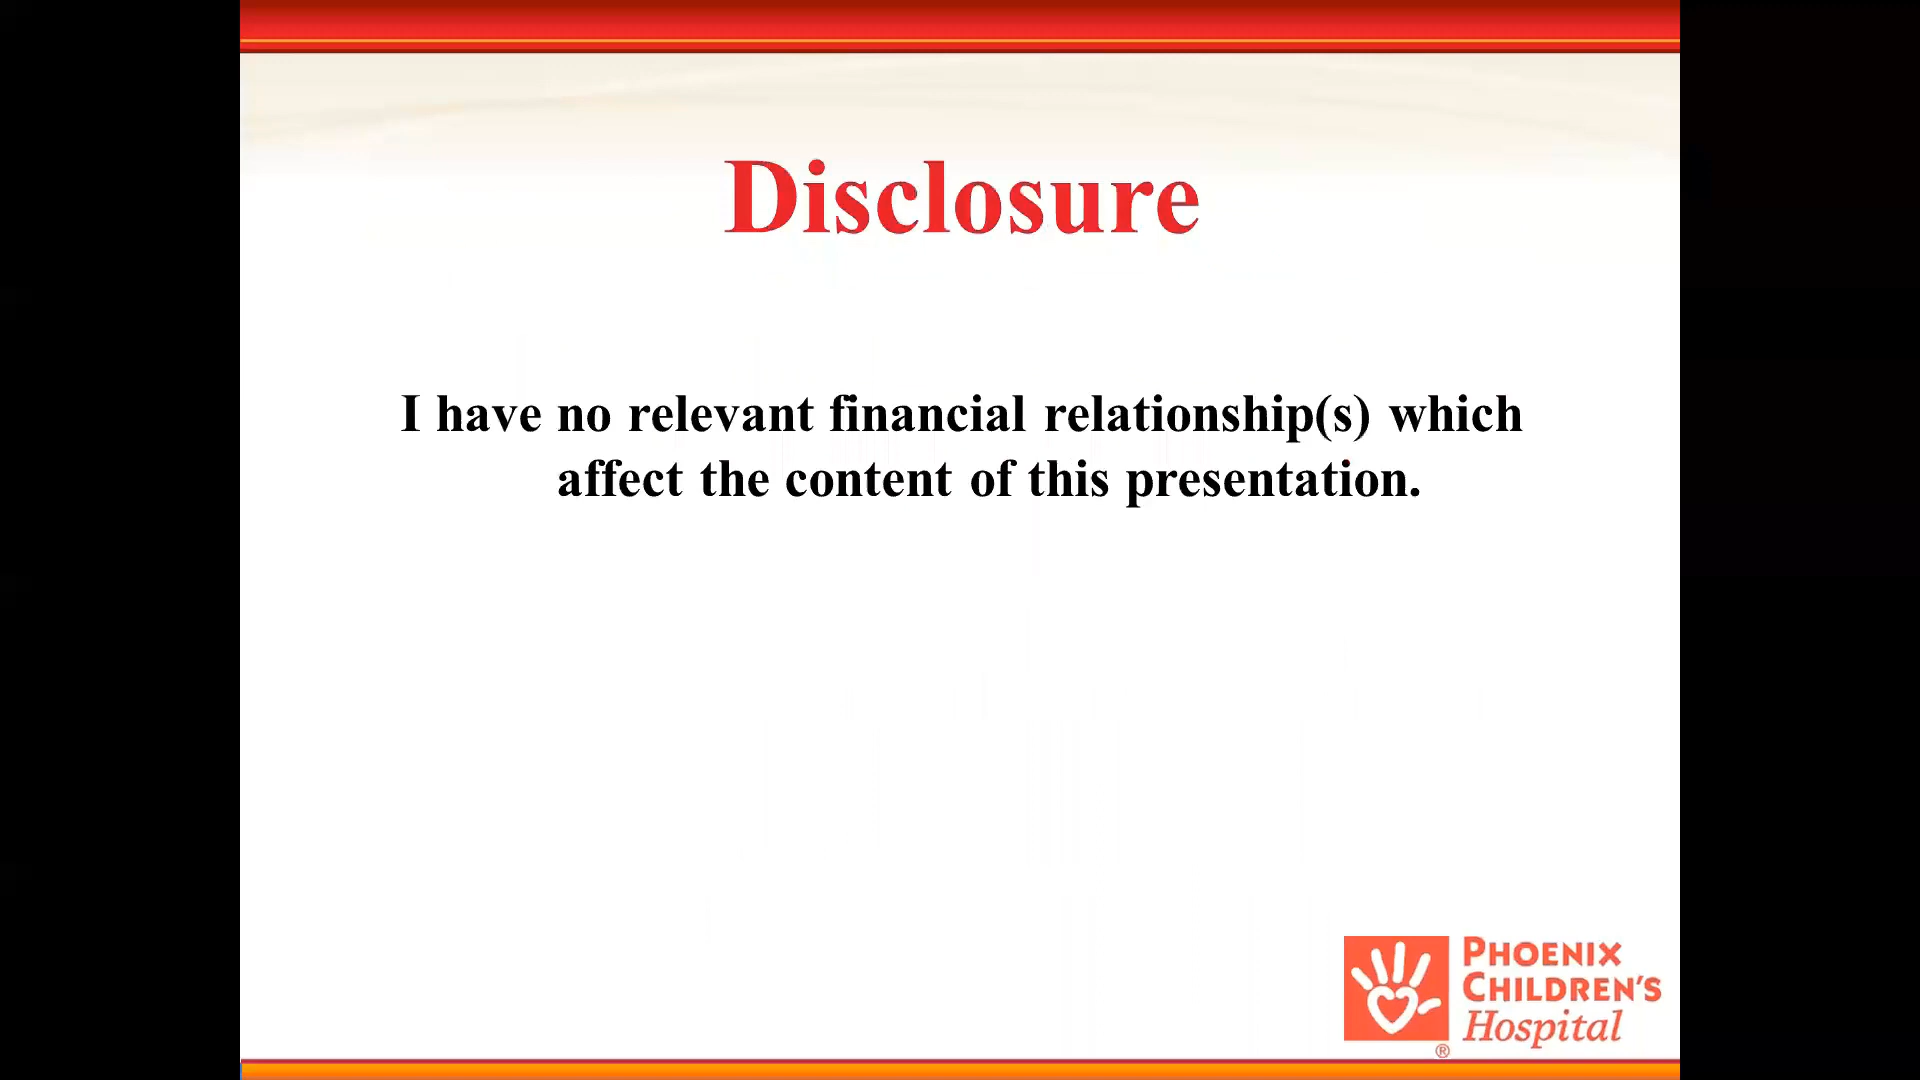 Disclosure
I have no relevant financial relationship(s) which
affect the content of this presentation.
PHOENIX
CHILDREN'S
Hospital
®